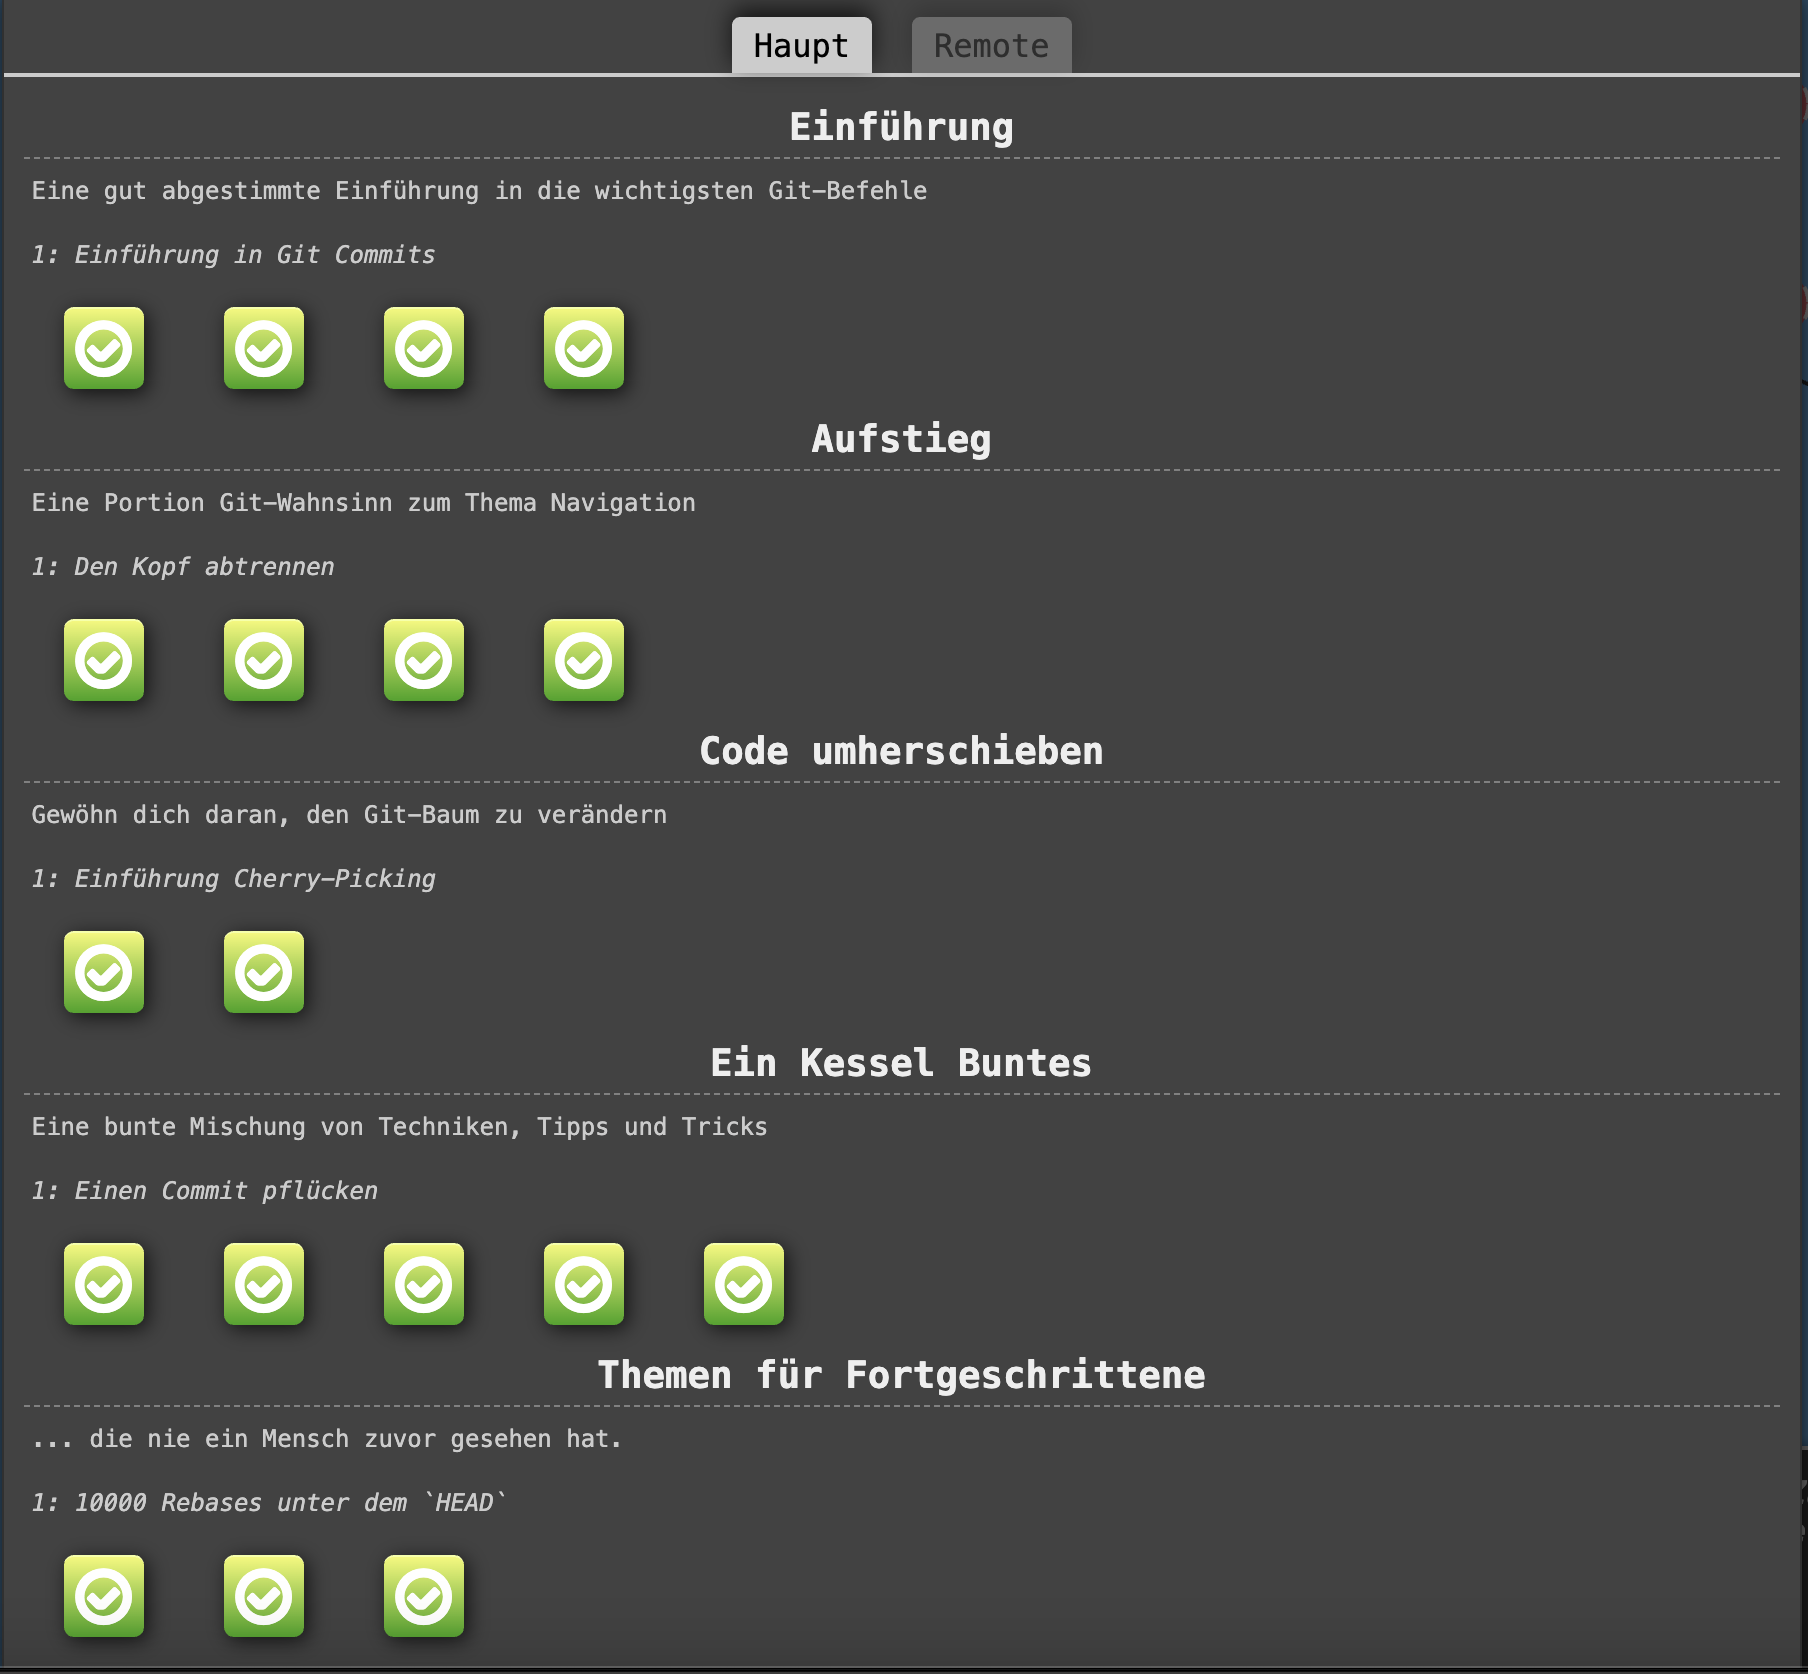 Haupt Remote
Einführung
Eine gut abgestimmte Einführung in die wichtigsten Git-Befehle
1: Einführung in Git Commits
Aufstieg
Eine Portion Git-Wahnsinn zum Thema Navigation
1: Den Kopf abtrennen
Code umherschieben
Gewöhn dich daran, den Git-Baum zu verändern
1: Einführung Cherry-Picking
Ein Kessel Buntes
Eine bunte Mischung von Techniken, Tipps und Tricks
1: Einen Commit pflücken
Themen für Fortgeschrittene
... die nie ein Mensch zuvor gesehen hat.
1: 10000 Rebases unter dem `HEAD`